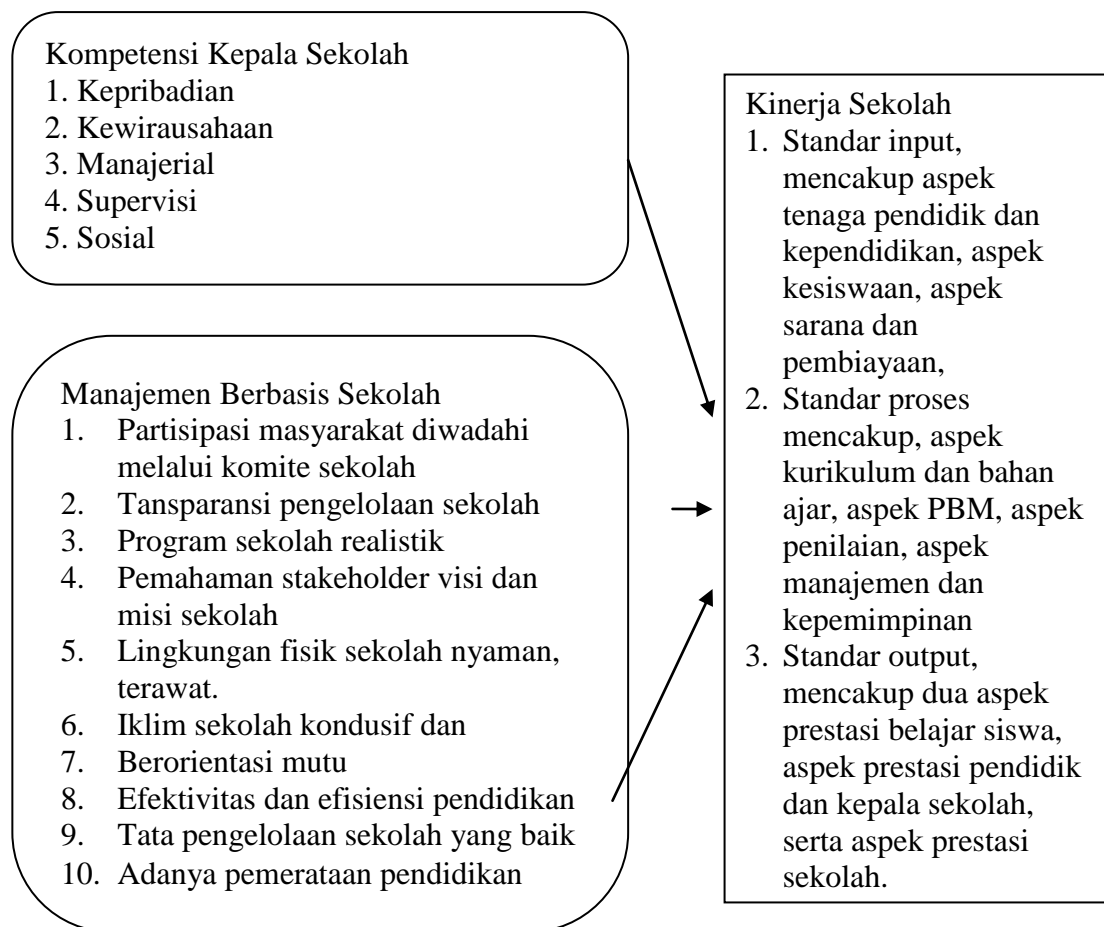 Kompetensi Kepala Sekolah
1. Kepribadian
2. Kewirausahaan
3. Manajerial
4. Supervisi
5. Sosial
Manajemen Berbasis Sekolah
1. Partisipasi masyarakat diwadahi
melalui komite sekolah
2. Tansparansi pengelolaan sekolah
3. Program sekolah realistik
4. Pemahaman stakeholder visi dan
misi sekolah
5. Lingkungan fisik sekolah nyaman,
terawat.
6. Iklim sekolah kondusif dan
7. Berorientasi mutu
8. Efektivitas dan efisiensi pendidikan
9. Tata pengelolaan sekolah yang baik
10. Adanya pemerataan pendidikan
Kinerja Sekolah
1. Standar input,
mencakup aspek
tenaga pendidik dan
kependidikan, aspek
kesiswaan, aspek
sarana dan
pembiayaan,
2. Standar proses
mencakup, aspek
kurikulum dan bahan
ajar, aspek PBM, aspek
penilaian, aspek
manajemen dan
kepemimpinan
3. Standar output,
mencakup dua aspek
prestasi belajar siswa,
aspek prestasi pendidik
dan kepala sekolah,
serta aspek prestasi
sekolah.